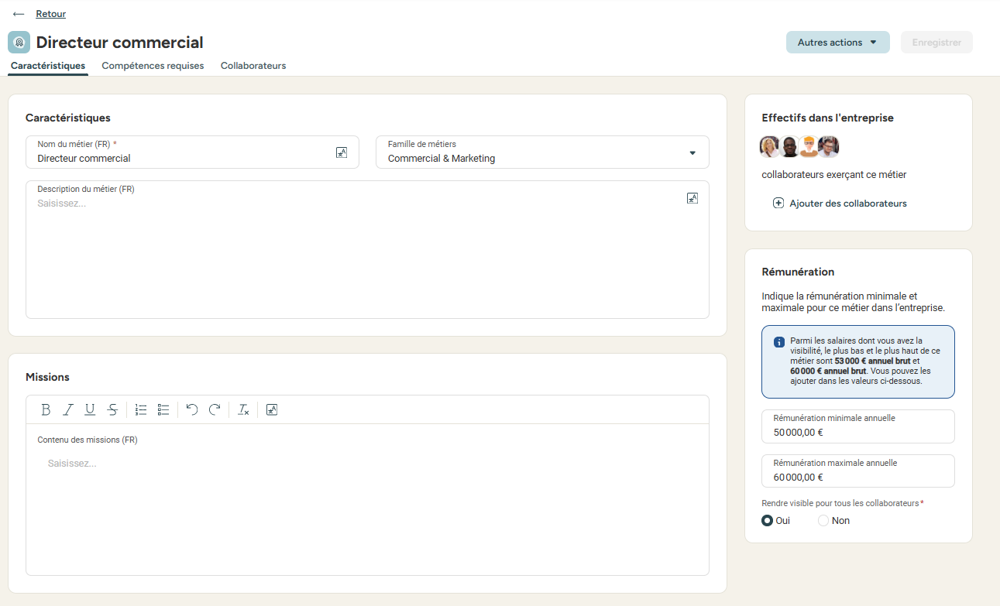 Retour
Directeur commercial
Autres actions
Enregistrer
Caractéristiques
Compétences requises
Collaborateurs
Caractéristiques
Nom du métier (FR) *
Directeur commercial
Famille de métiers
Commercial & Marketing
Description du métier (FR)
Saisissez...
Missions
Contenu des missions (FR)
Saisissez...
Effectifs dans l'entreprise
collaborateurs exerçant ce métier
Ajouter des collaborateurs
Rémunération
Indique la rémunération minimale et
maximale pour ce métier dans l’entreprise.
Parmi les salaires dont vous avez la
visibilité, le plus bas et le plus haut de ce
métier sont 53 000 € annuel brut et
60 000 € annuel brut. Vous pouvez les
ajouter dans les valeurs ci-dessous.
Rémunération minimale annuelle
50 000,00 €
Rémunération maximale annuelle
60 000,00 €
Rendre visible pour tous les collaborateurs *
Oui
Non